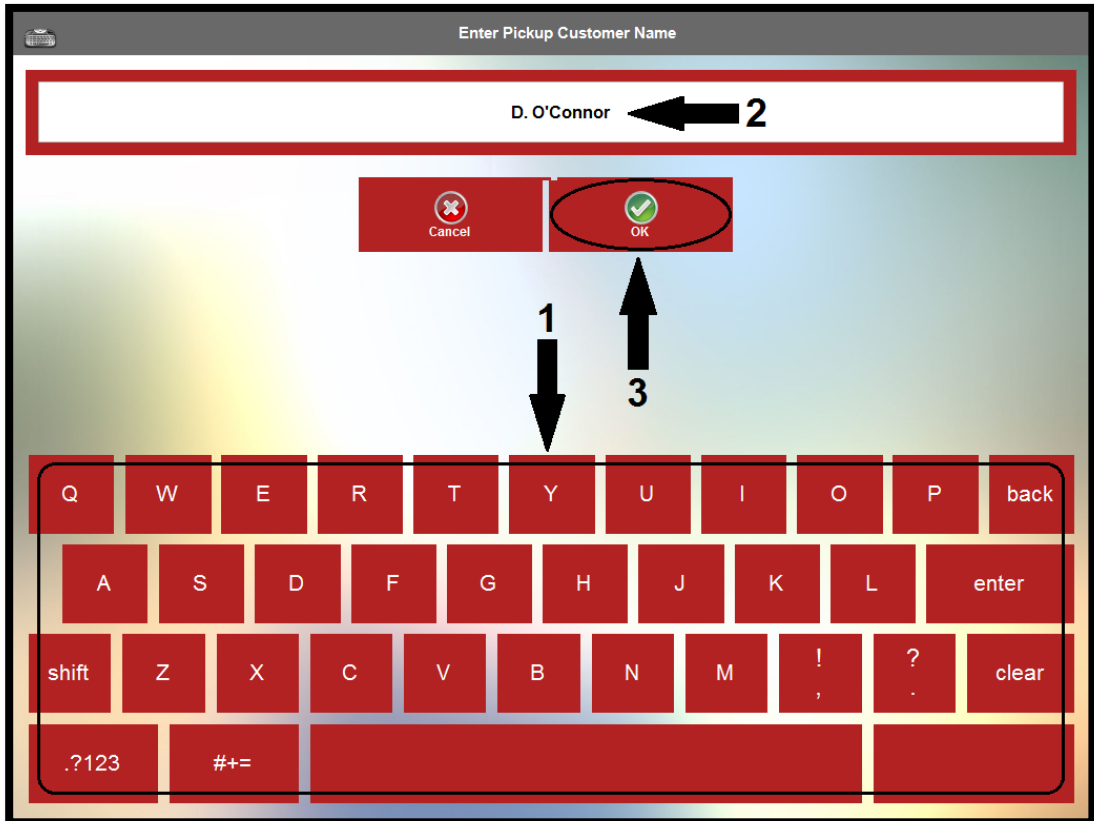 Enter Pickup Customer Name
D. O'Connor 2
Cancel OK
1
3
Q W E R T Y U I O P back
A S D F G H J K L enter
shift Z X C V B N M ! , ? . clear
.?123 #+=